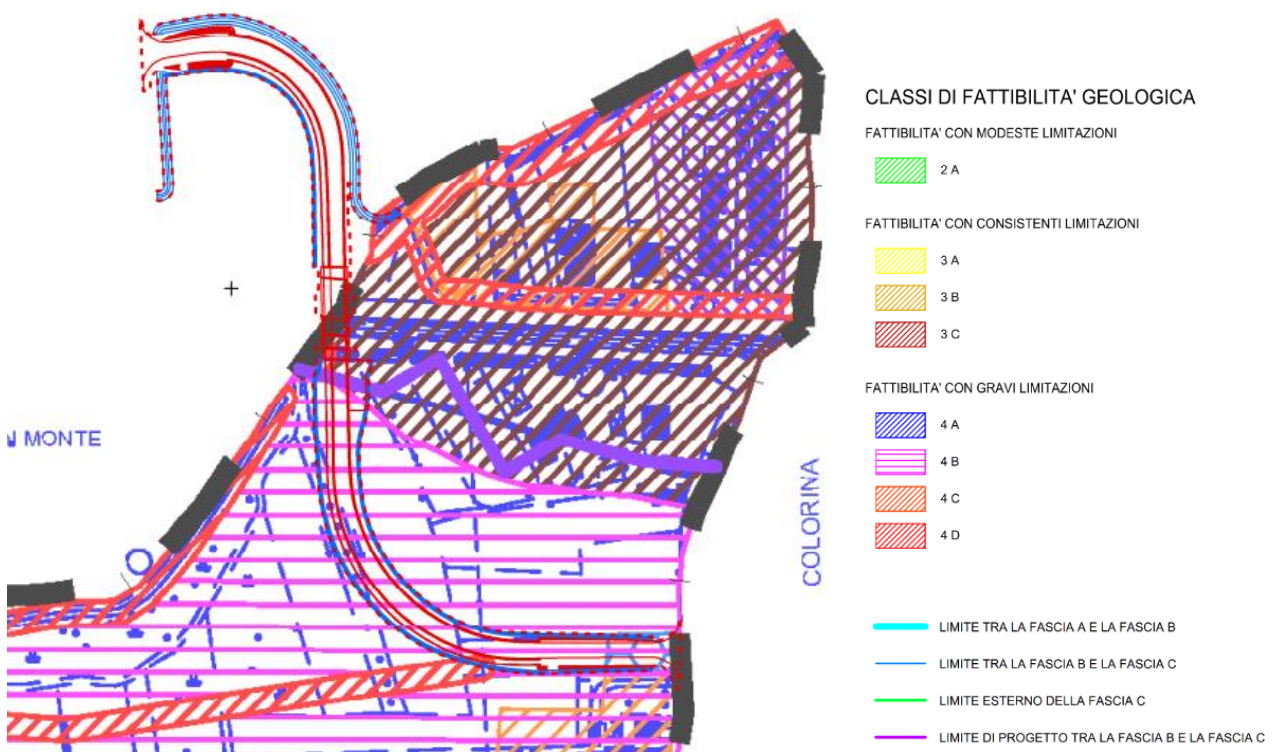 CLASSI DI FATTIBILITA' GEOLOGICA
FATTIBILITA' CON MODESTE LIMITAZIONI
2 A
FATTIBILITA' CON CONSISTENTI LIMITAZIONI
3 A
3 B
3 C
FATTIBILITA' CON GRAVI LIMITAZIONI
4 A
4 B
4 C
4 D
LIMITE TRA LA FASCIA A E LA FASCIA B
LIMITE TRA LA FASCIA B E LA FASCIA C
LIMITE ESTERNO DELLA FASCIA C
LIMITE DI PROGETTO TRA LA FASCIA B E LA FASCIA C
MONTE
COLORINA